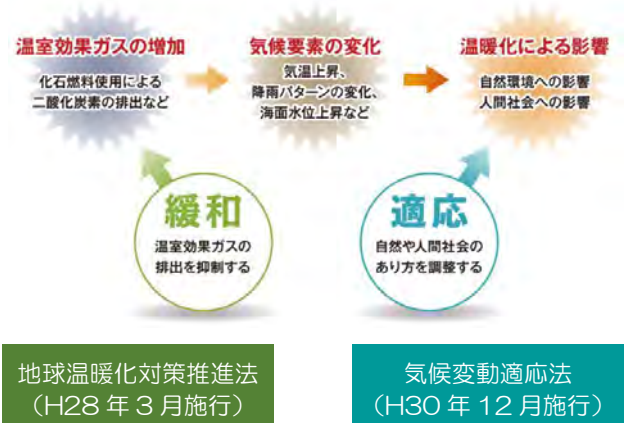 温室効果ガスの増加
化石燃料使用による
二酸化炭素の排出など
気候要素の変化
気温上昇、
降雨パターンの変化、
海面水位上昇など
温暖化による影響
自然環境への影響
人間社会への影響
緩和
温室効果ガスの
排出を抑制する
適応
自然や人間社会の
あり方を調整する
地球温暖化対策推進法
（H28年3月施行）
気候変動適応法
（H30年12月施行）